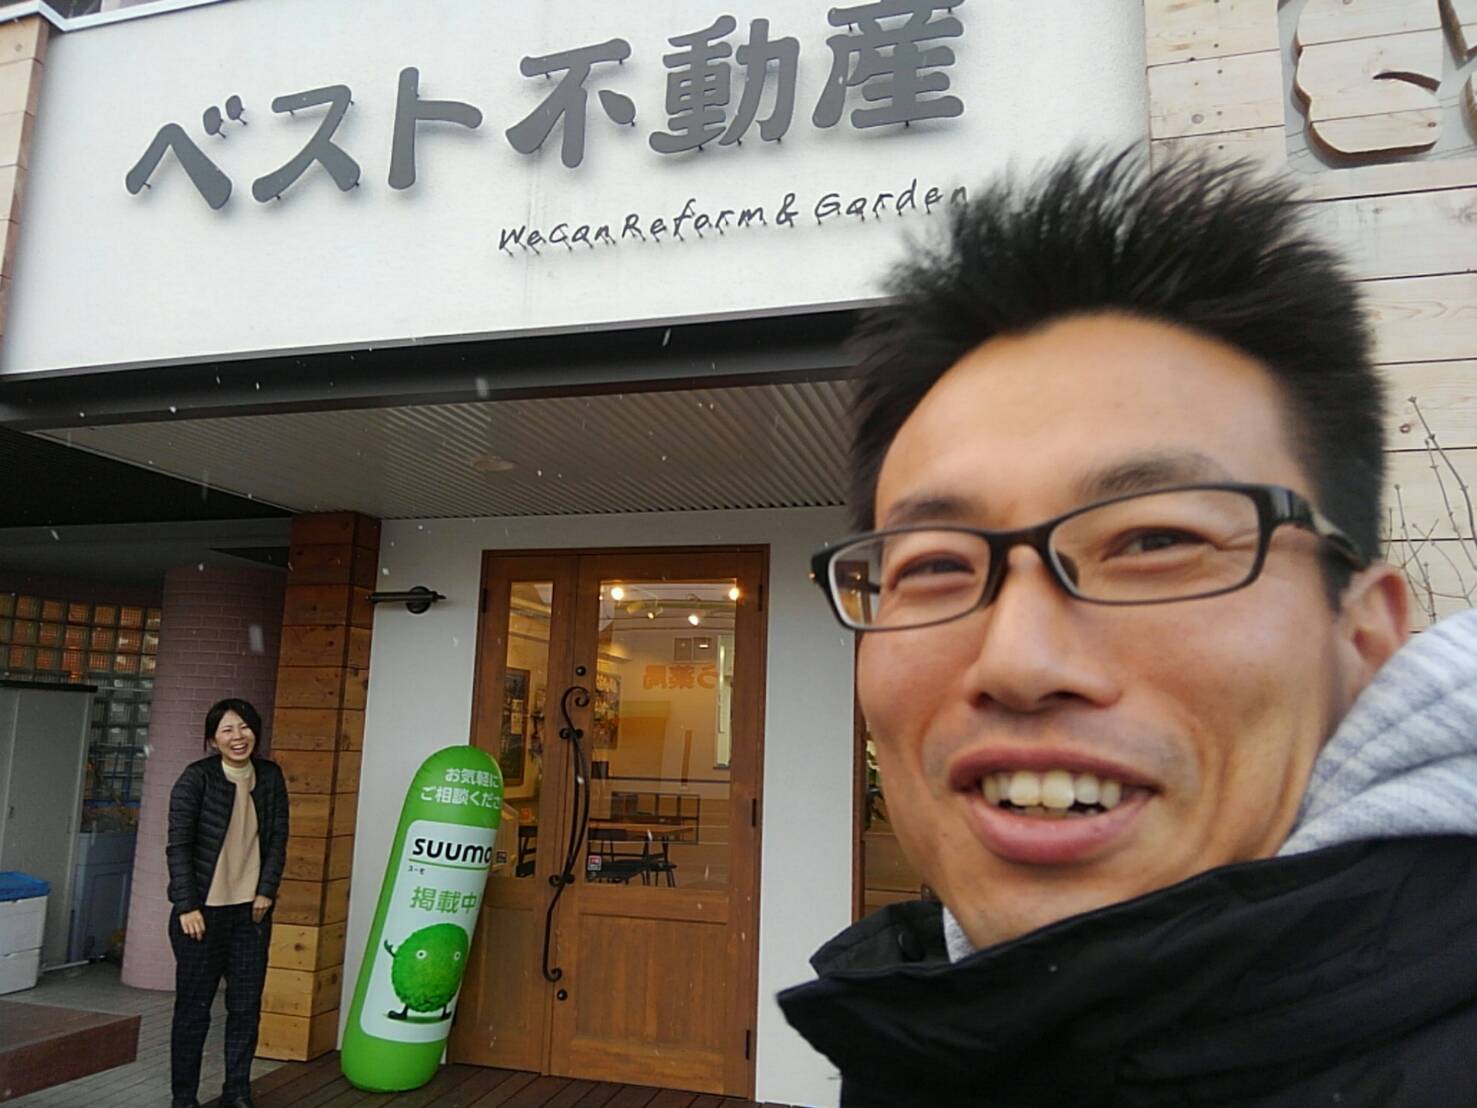 ベスト不動産
WeCanReform & Garden
お気軽に
ご相談くださ
suumo
スーモ
掲載中